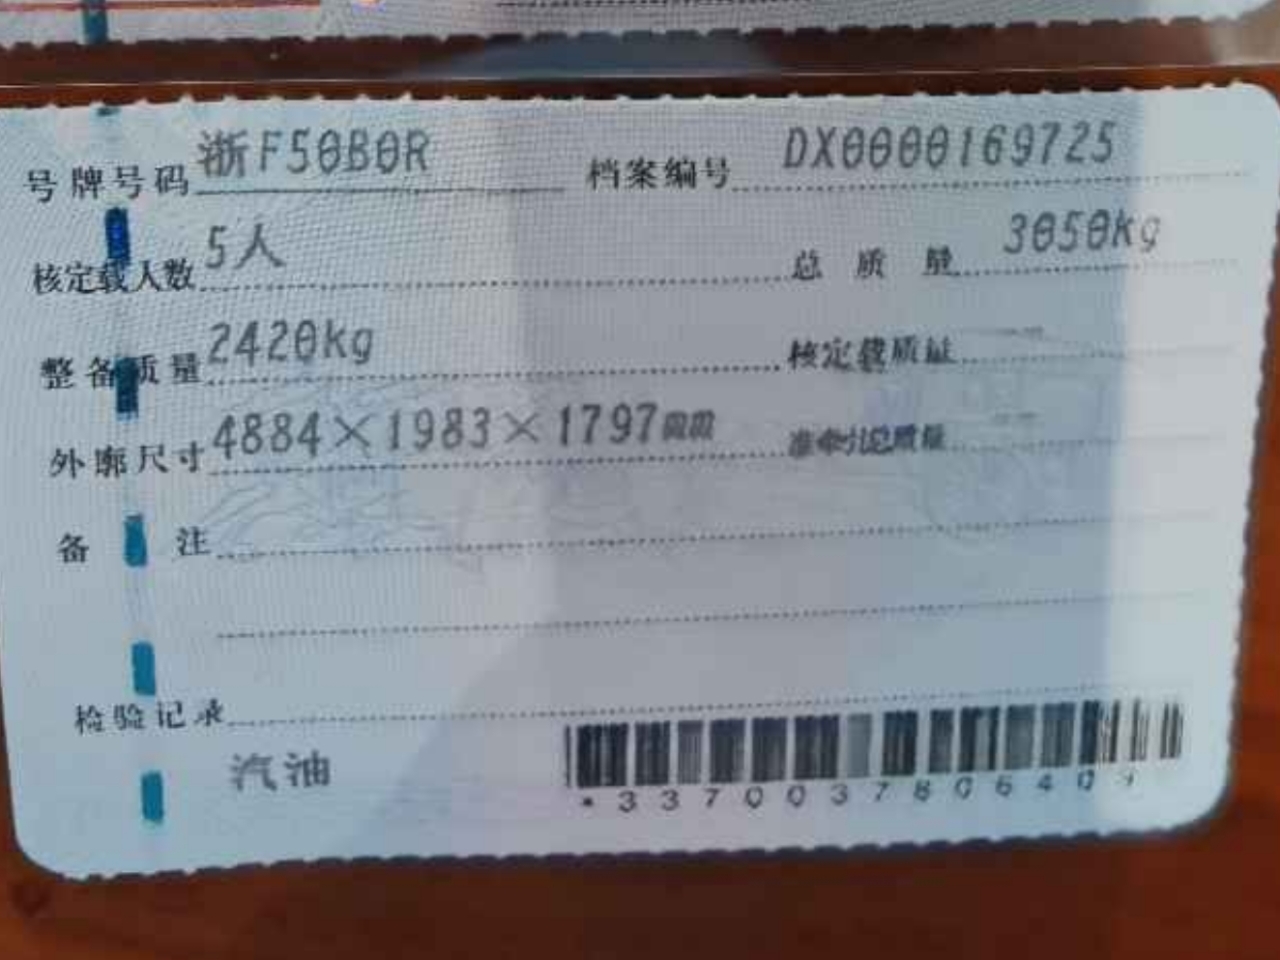 号牌号码 浙F50B0R 档案编号 DX0000169725
核定载人数 5人 总质量 3050kg
整备质量 2420kg 核定载质量
外廓尺寸 4884×1983×1797mm 准牵引总质量
备注
检验记录
汽油